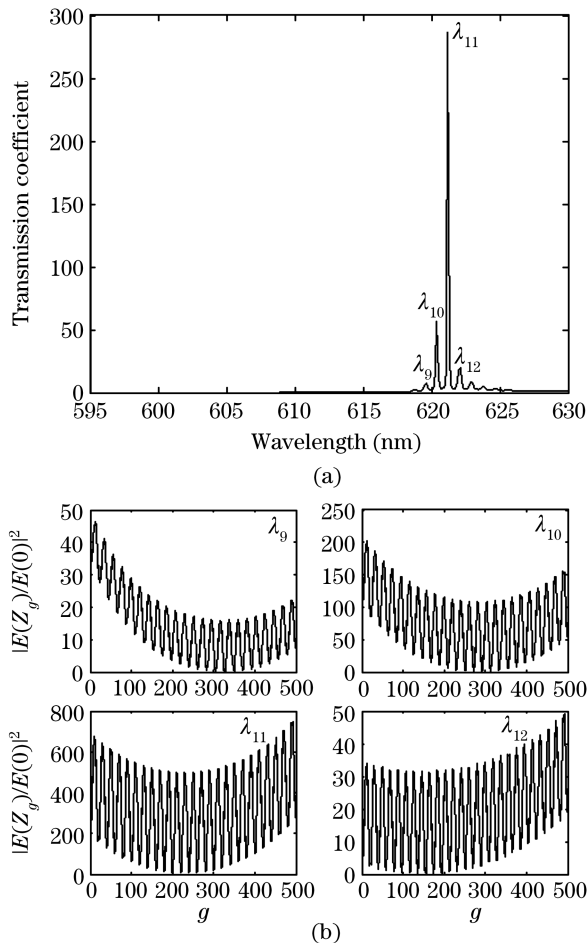 300
λ₁₁
250
Transmission coefficient
200
150
100
λ₁₀
50
λ₉ λ₁₂
0
595 600 605 610 615 620 625 630
Wavelength (nm)
(a)
|E(Z_g)/E(0)|²
50 λ₉
40
30
20
10
0
0 100 200 300 400 500
250 λ₁₀
200
150
100
50
0
0 100 200 300 400 500
|E(Z_g)/E(0)|²
800 λ₁₁
600
400
200
0
0 100 200 300 400 500
g
50 λ₁₂
40
30
20
10
0
0 100 200 300 400 500
g
(b)